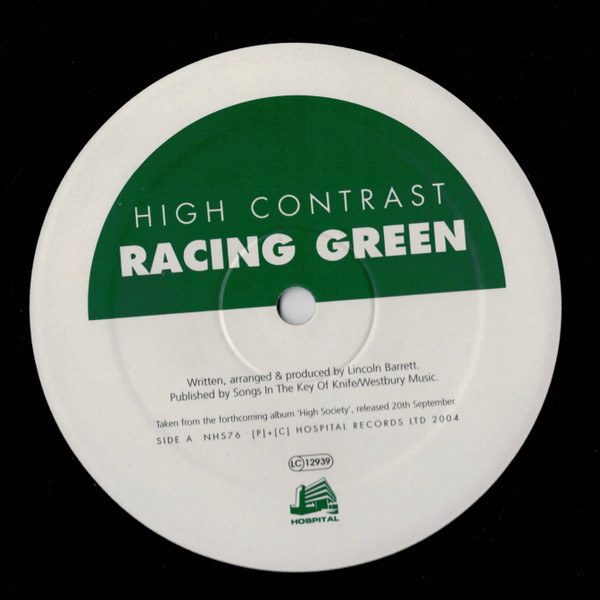 HIGH CONTRAST
RACING GREEN
Written, arranged & produced by Lincoln Barrett.
Published by Songs In The Key Of Knife/Westbury Music.
Taken from the forthcoming album 'High Society', released 20th September.
SIDE A NHS76 [P]+[C] HOSPITAL RECORDS LTD 2004
LC 12939
HOSPITAL